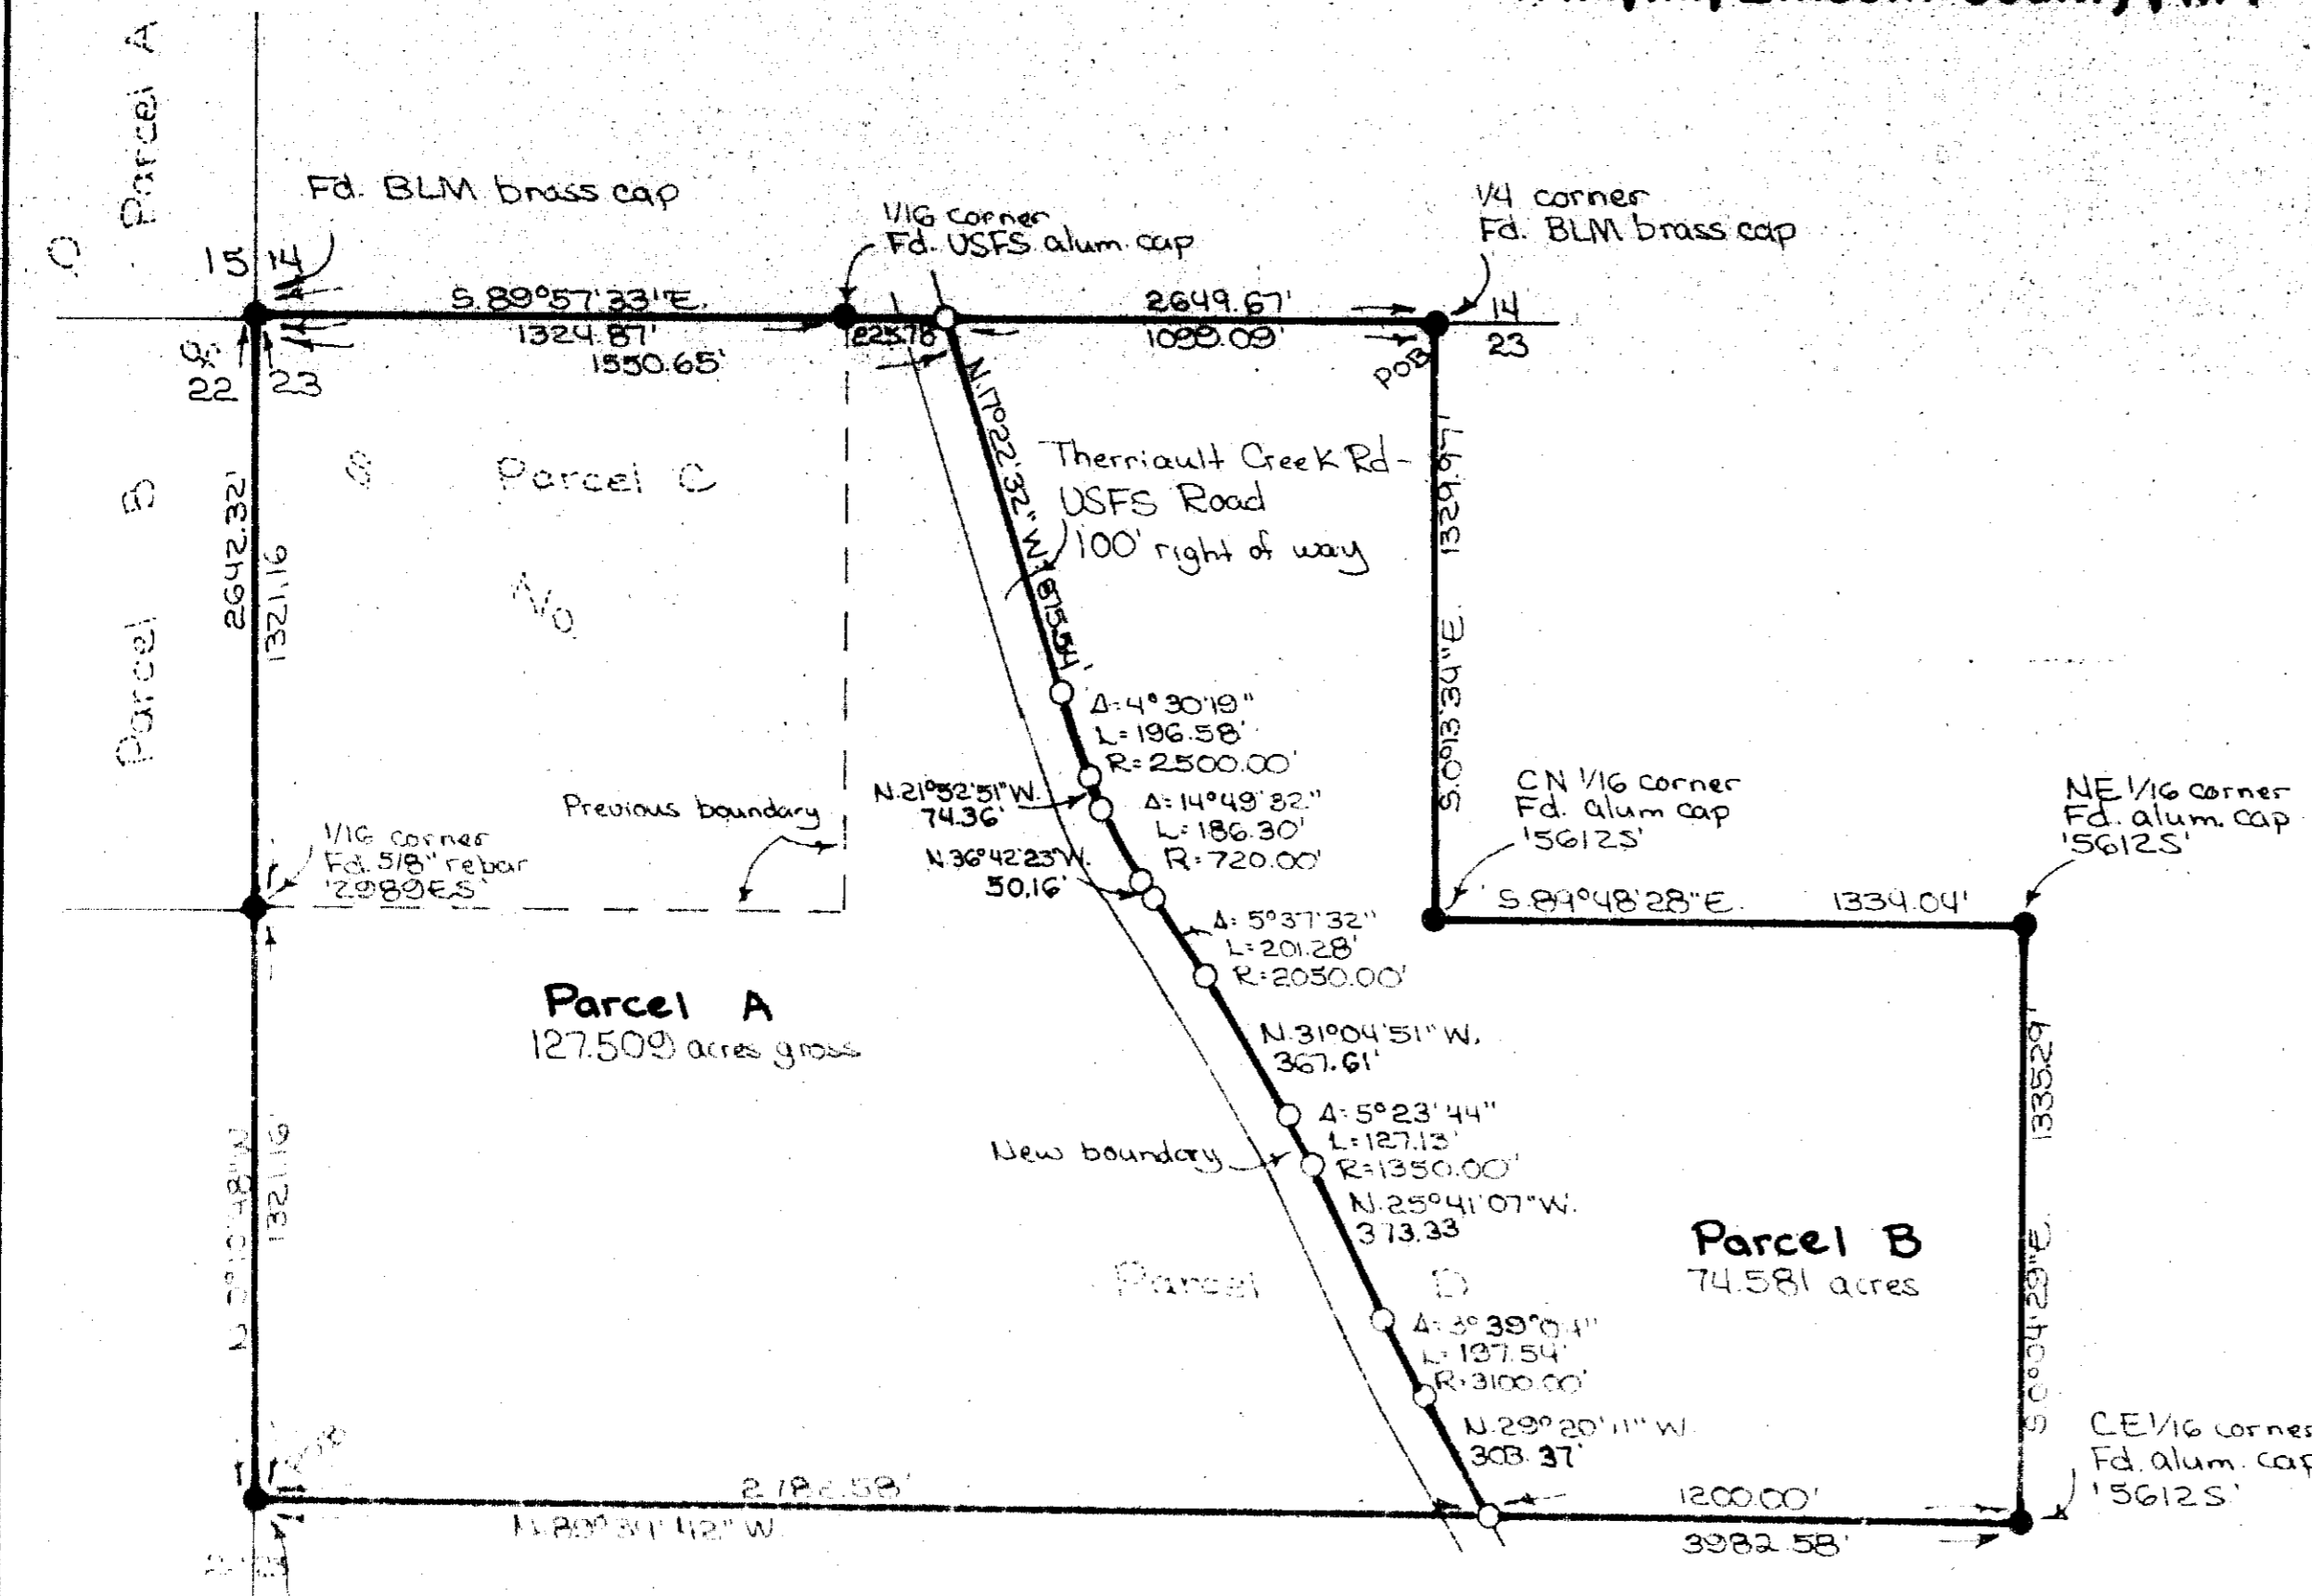 Parcel A
Fd. BLM brass cap
1/16 corner
Fd. USFS alum. cap
1/4 corner
Fd. BLM brass cap
15 14
S.89°57'33"E.
2649.67'
14
1324.87'
225.78
1099.09'
23
1550.65'
POB
22 23
Parcel B
Parcel C
2642.32'
1321.16
N.17°22'32"W. 875.54'
Therriault Creek Rd-
USFS Road
100' right of way
S.0°13'34"E. 1329.97'
Δ=4°30'19"
L=196.58'
R=2500.00'
N.21°52'51"W.
74.36'
Δ=14°49'32"
L=186.30'
R=720.00'
N.36°42'23"W.
50.16'
Previous boundary
1/16 corner
Fd. 5/8" rebar
'2989ES'
CN 1/16 corner
Fd. alum cap
'5612S'
NE 1/16 corner
Fd. alum. cap
'5612S'
S.89°48'28"E. 1334.04'
Δ=5°37'32"
L=201.28'
R=2050.00'
Parcel A
127.509 acres gross
N.31°04'51"W.
367.61'
Δ=5°23'44"
L=127.13'
R=1350.00'
New boundary
N.25°41'07"W.
373.33
1321.16
1335.29'
S.0°04'29"E.
Parcel D
Parcel B
74.581 acres
Δ=3°39'04"
L=197.54'
R=3100.00'
N.29°20'11"W.
303.37'
CE 1/16 corner
Fd. alum. cap
'5612S'
1200.00'
3982.58'